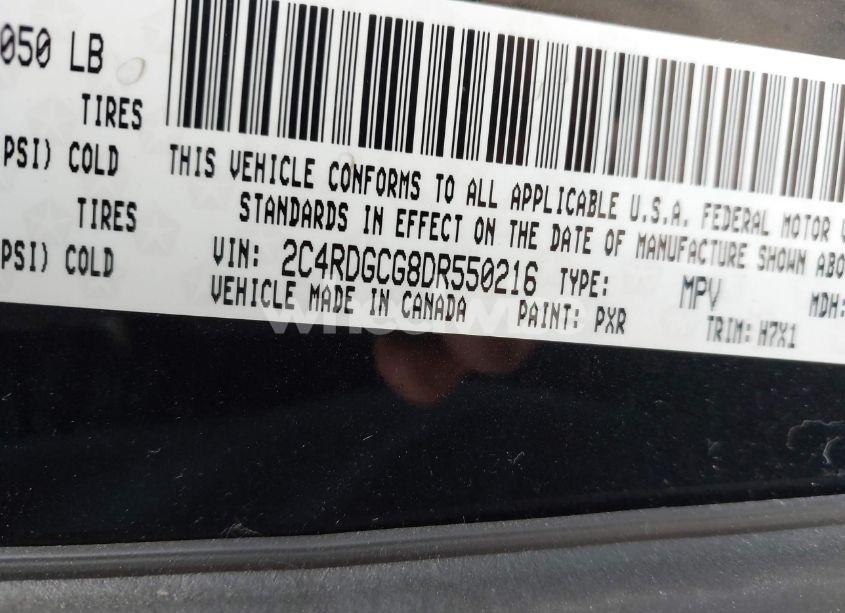 050 LB
TIRES
PSI) COLD
TIRES
PSI) COLD
THIS VEHICLE CONFORMS TO ALL APPLICABLE U.S.A. FEDERAL MOTOR
STANDARDS IN EFFECT ON THE DATE OF MANUFACTURE SHOWN ABO
VIN: 2C4RDGCG8DR550216 TYPE: MPV MDH:
VEHICLE MADE IN CANADA PAINT: PXR TRIM: H7X1